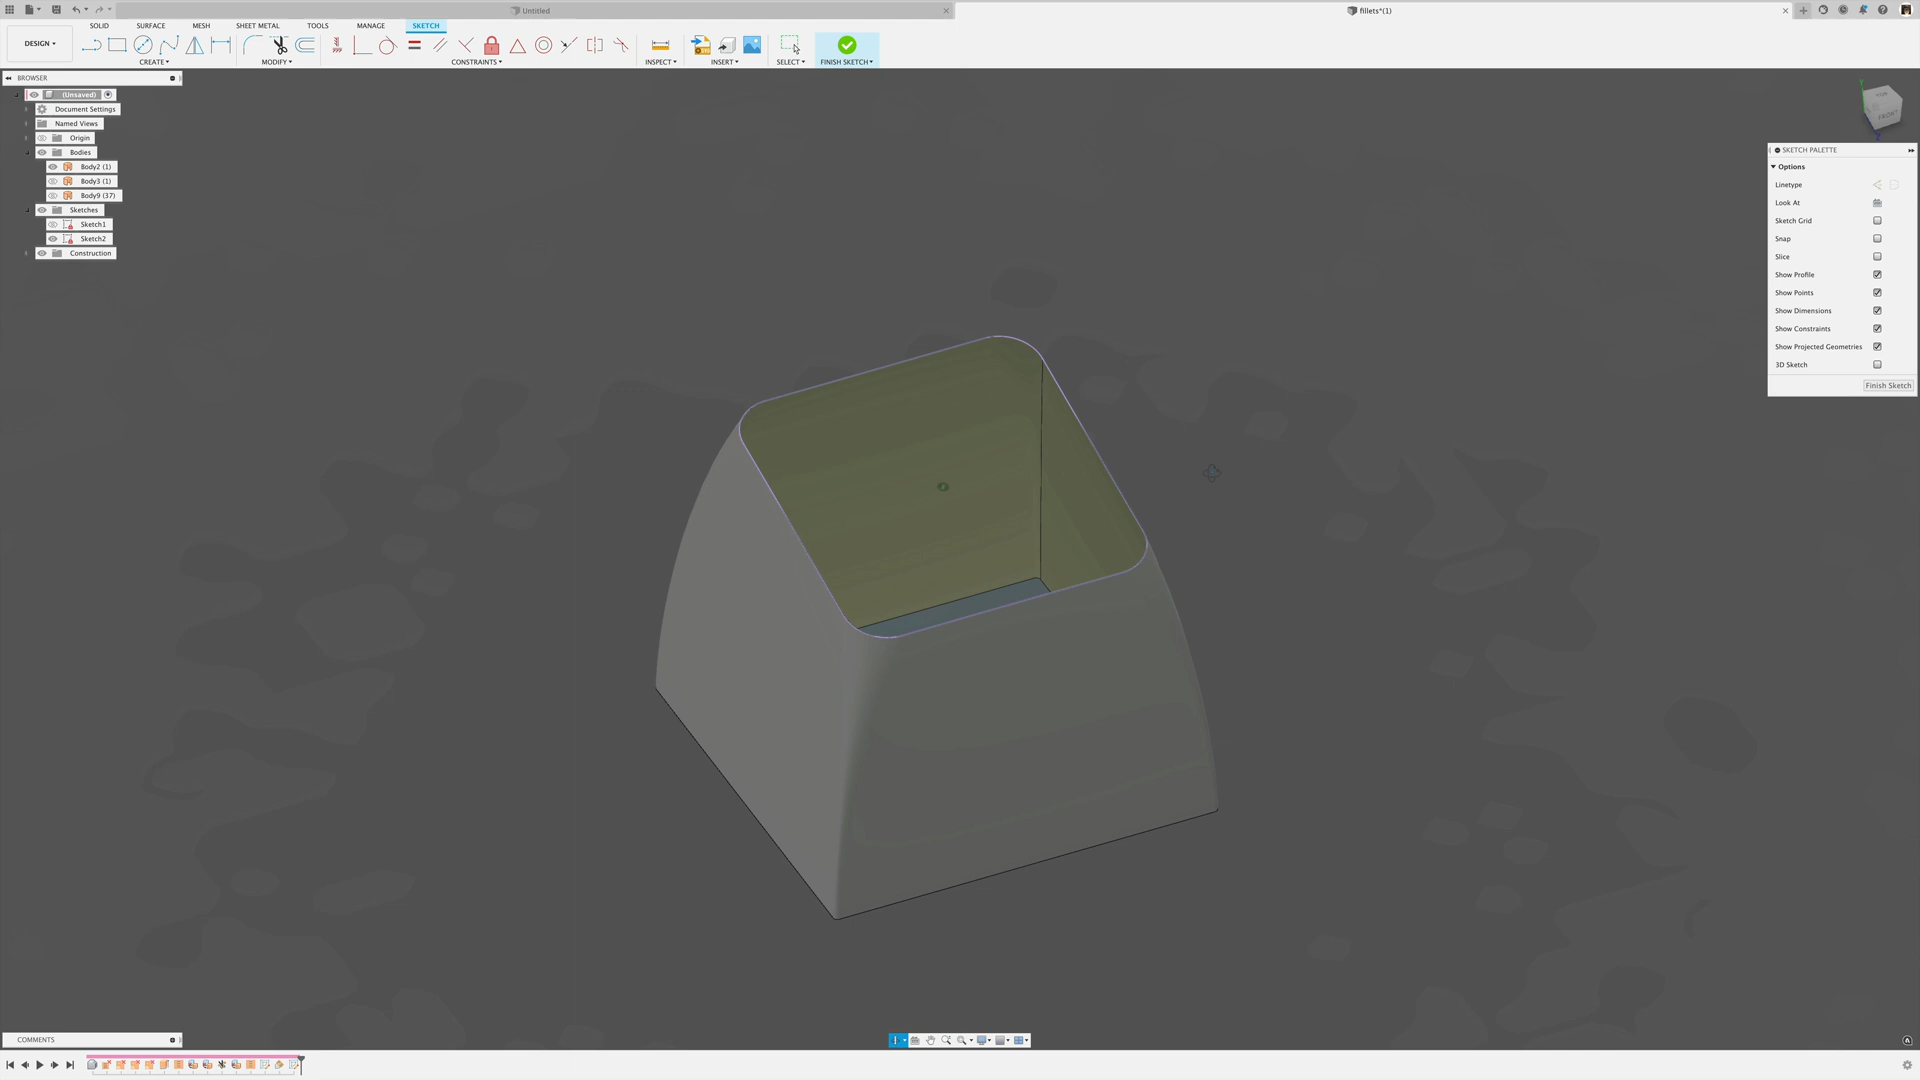 Untitled
fillets*(1)
SOLID SURFACE MESH SHEET METAL TOOLS MANAGE SKETCH
DESIGN
CREATE MODIFY CONSTRAINTS INSPECT INSERT SELECT FINISH SKETCH
BROWSER
(Unsaved)
Document Settings
Named Views
Origin
Bodies
Body2 (1)
Body3 (1)
Body9 (37)
Sketches
Sketch1
Sketch2
Construction
FRONT
SKETCH PALETTE
Options
Linetype
Look At
Sketch Grid
Snap
Slice
Show Profile
Show Points
Show Dimensions
Show Constraints
Show Projected Geometries
3D Sketch
Finish Sketch
COMMENTS